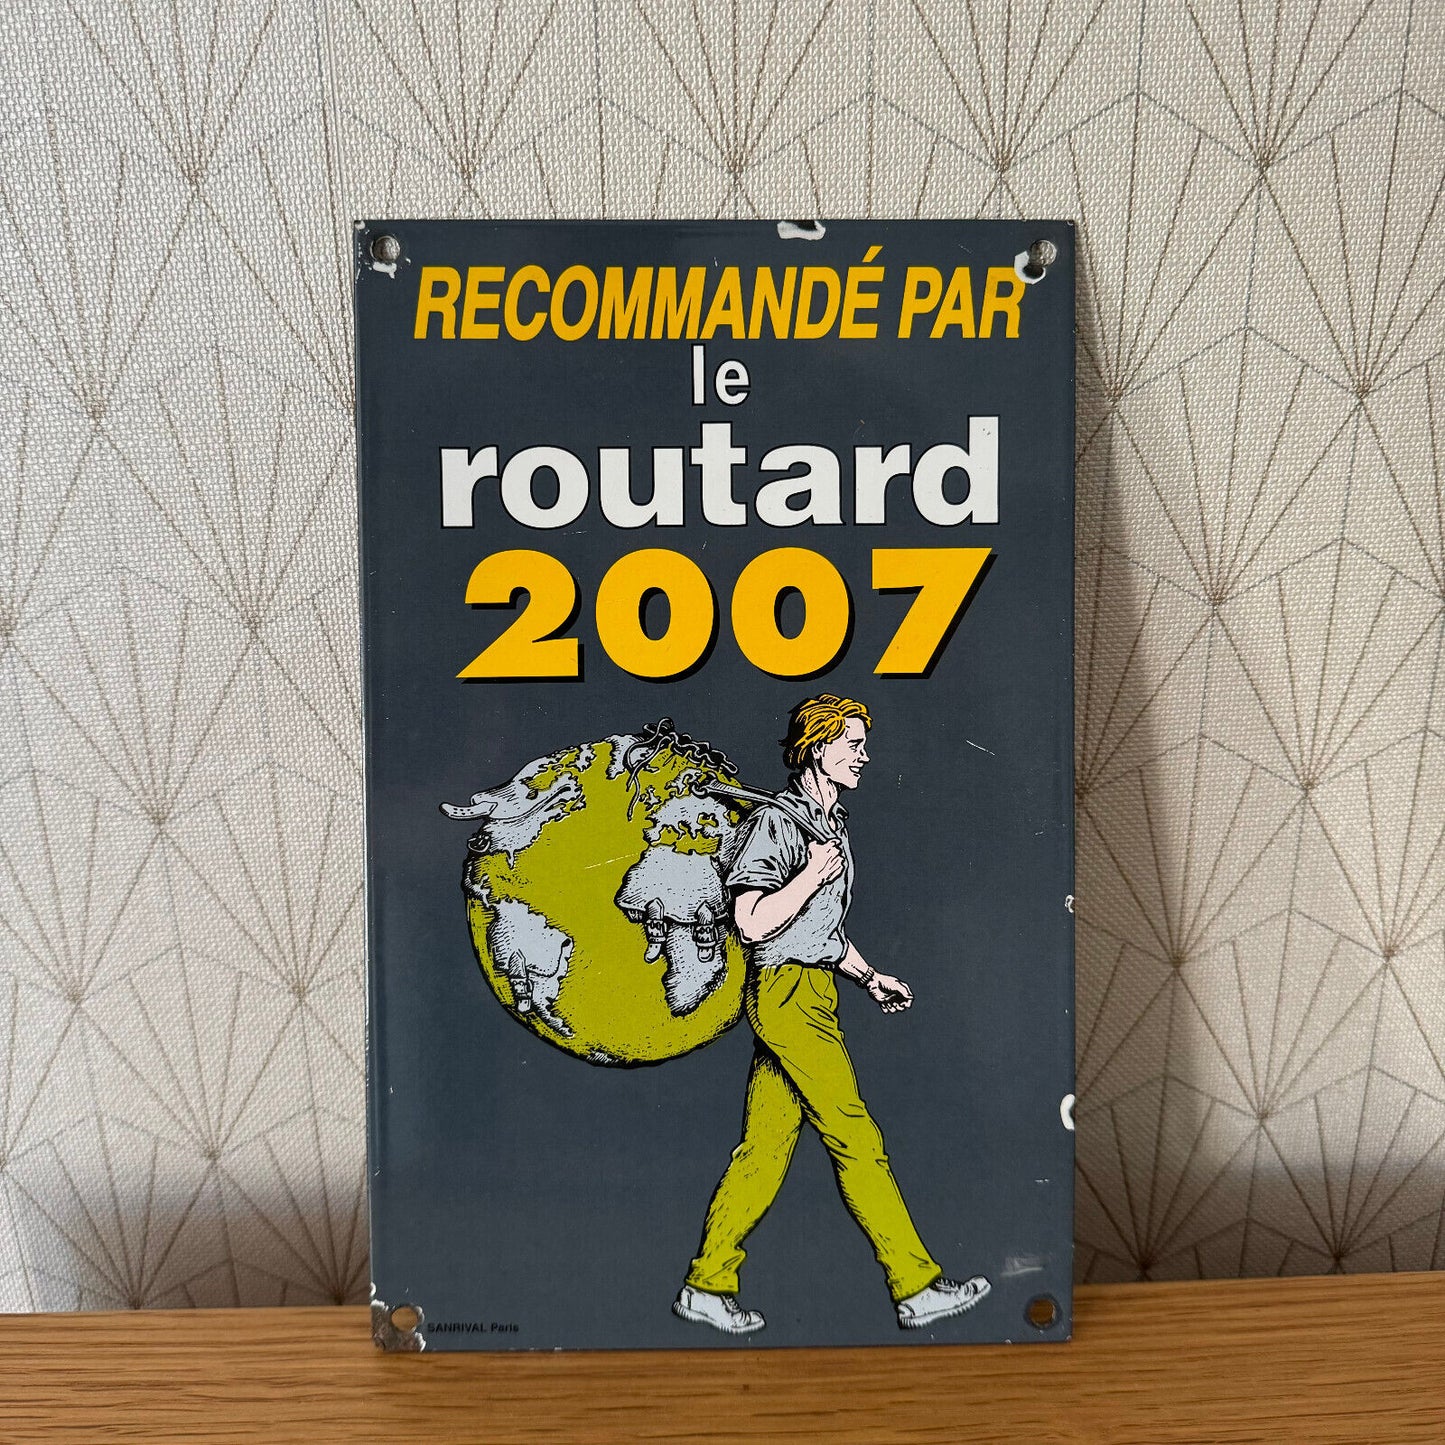 RECOMMANDÉ PAR
le
routard
2007
SANRIVAL Paris